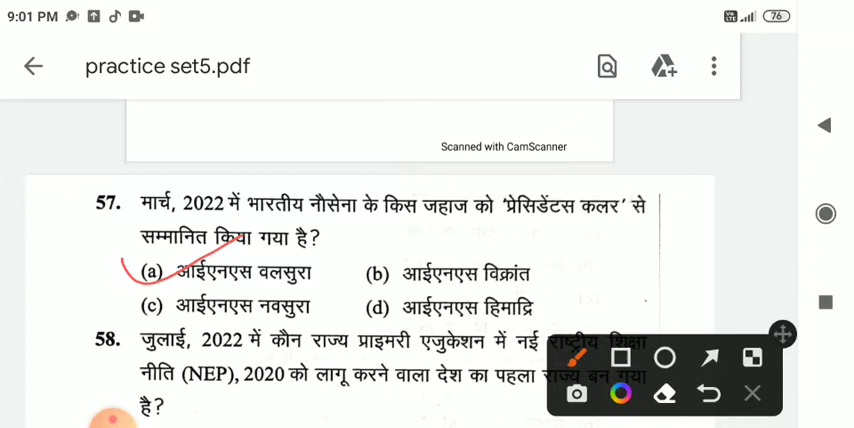 9:01 PM
76
practice set5.pdf
Scanned with CamScanner
57. मार्च, 2022 में भारतीय नौसेना के किस जहाज को ‘प्रेसिडेंटस कलर’ से
सम्मानित किया गया है?
(a) आईएनएस वलसुरा (b) आईएनएस विक्रांत
(c) आईएनएस नवसुरा (d) आईएनएस हिमाद्रि
58. जुलाई, 2022 में कौन राज्य प्राइमरी एजुकेशन में नई राष्ट्रीय शिक्षा
नीति (NEP), 2020 को लागू करने वाला देश का पहला राज्य बन गया
है?